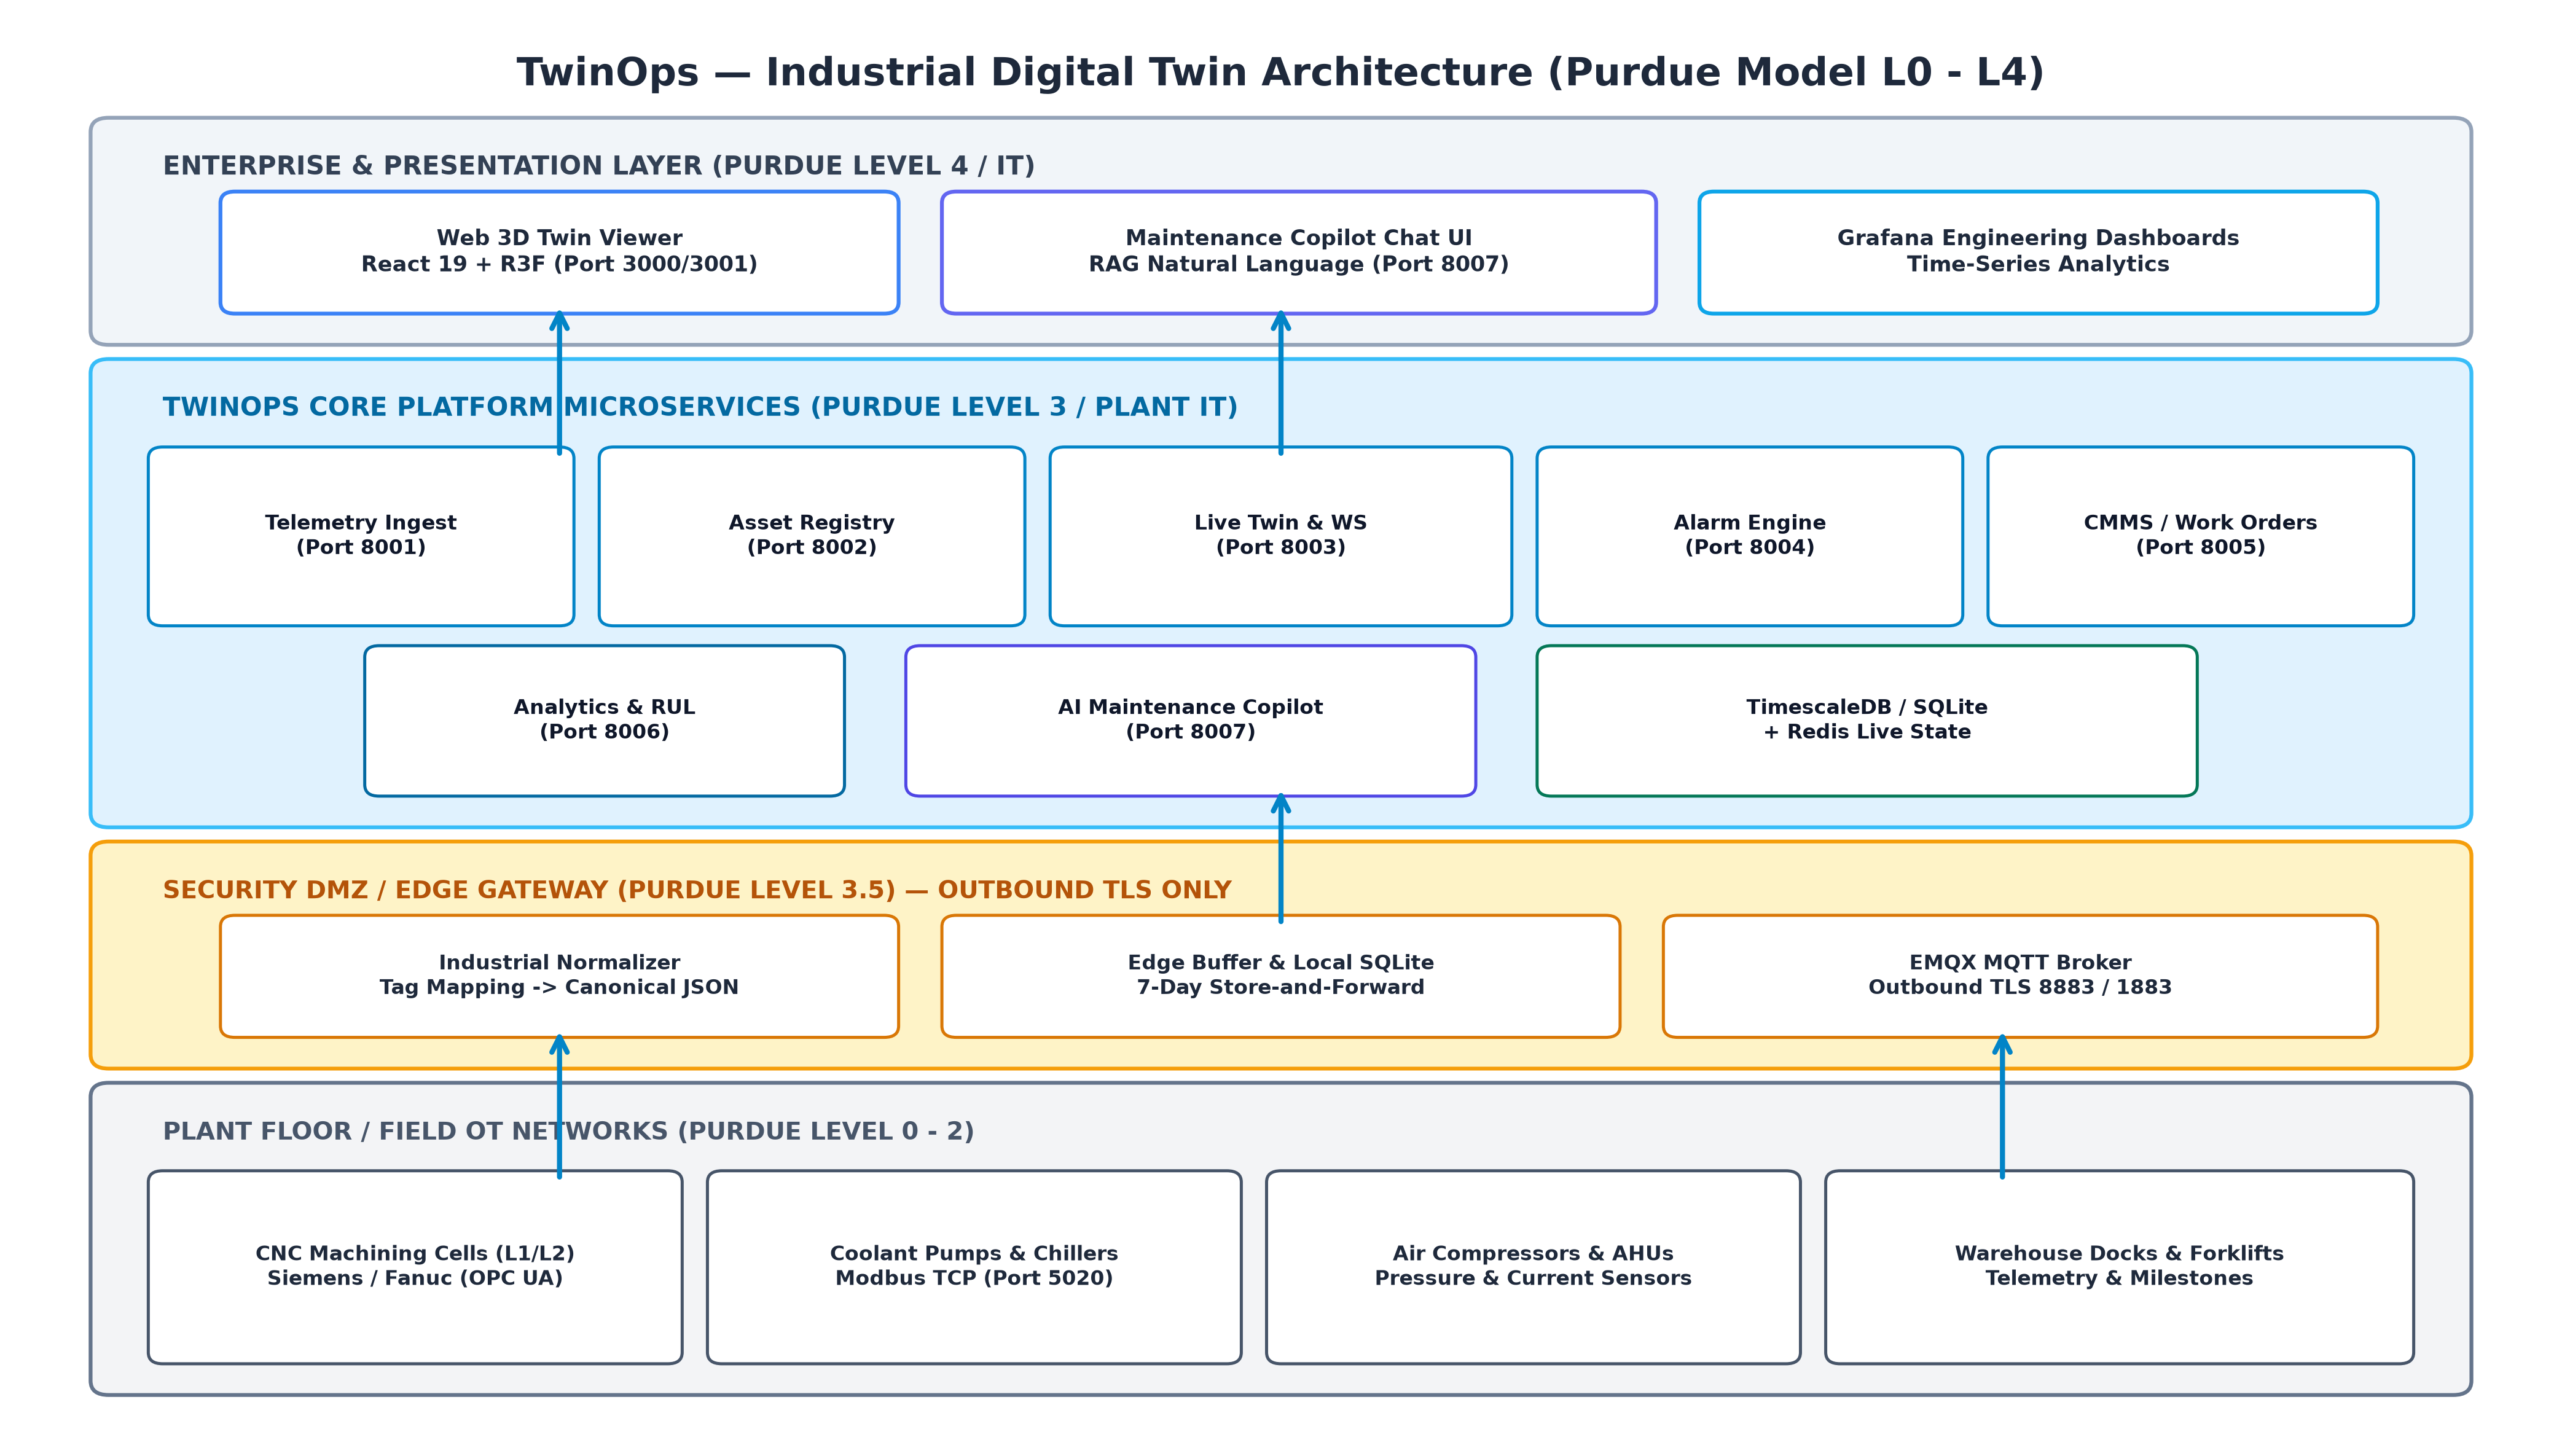 TwinOps — Industrial Digital Twin Architecture (Purdue Model L0 - L4)
ENTERPRISE & PRESENTATION LAYER (PURDUE LEVEL 4 / IT)
Web 3D Twin Viewer
React 19 + R3F (Port 3000/3001)
Maintenance Copilot Chat UI
RAG Natural Language (Port 8007)
Grafana Engineering Dashboards
Time-Series Analytics
TWINOPS CORE PLATFORM MICROSERVICES (PURDUE LEVEL 3 / PLANT IT)
Telemetry Ingest
(Port 8001)
Asset Registry
(Port 8002)
Live Twin & WS
(Port 8003)
Alarm Engine
(Port 8004)
CMMS / Work Orders
(Port 8005)
Analytics & RUL
(Port 8006)
AI Maintenance Copilot
(Port 8007)
TimescaleDB / SQLite
+ Redis Live State
SECURITY DMZ / EDGE GATEWAY (PURDUE LEVEL 3.5) — OUTBOUND TLS ONLY
Industrial Normalizer
Tag Mapping -> Canonical JSON
Edge Buffer & Local SQLite
7-Day Store-and-Forward
EMQX MQTT Broker
Outbound TLS 8883 / 1883
PLANT FLOOR / FIELD OT NETWORKS (PURDUE LEVEL 0 - 2)
CNC Machining Cells (L1/L2)
Siemens / Fanuc (OPC UA)
Coolant Pumps & Chillers
Modbus TCP (Port 5020)
Air Compressors & AHUs
Pressure & Current Sensors
Warehouse Docks & Forklifts
Telemetry & Milestones